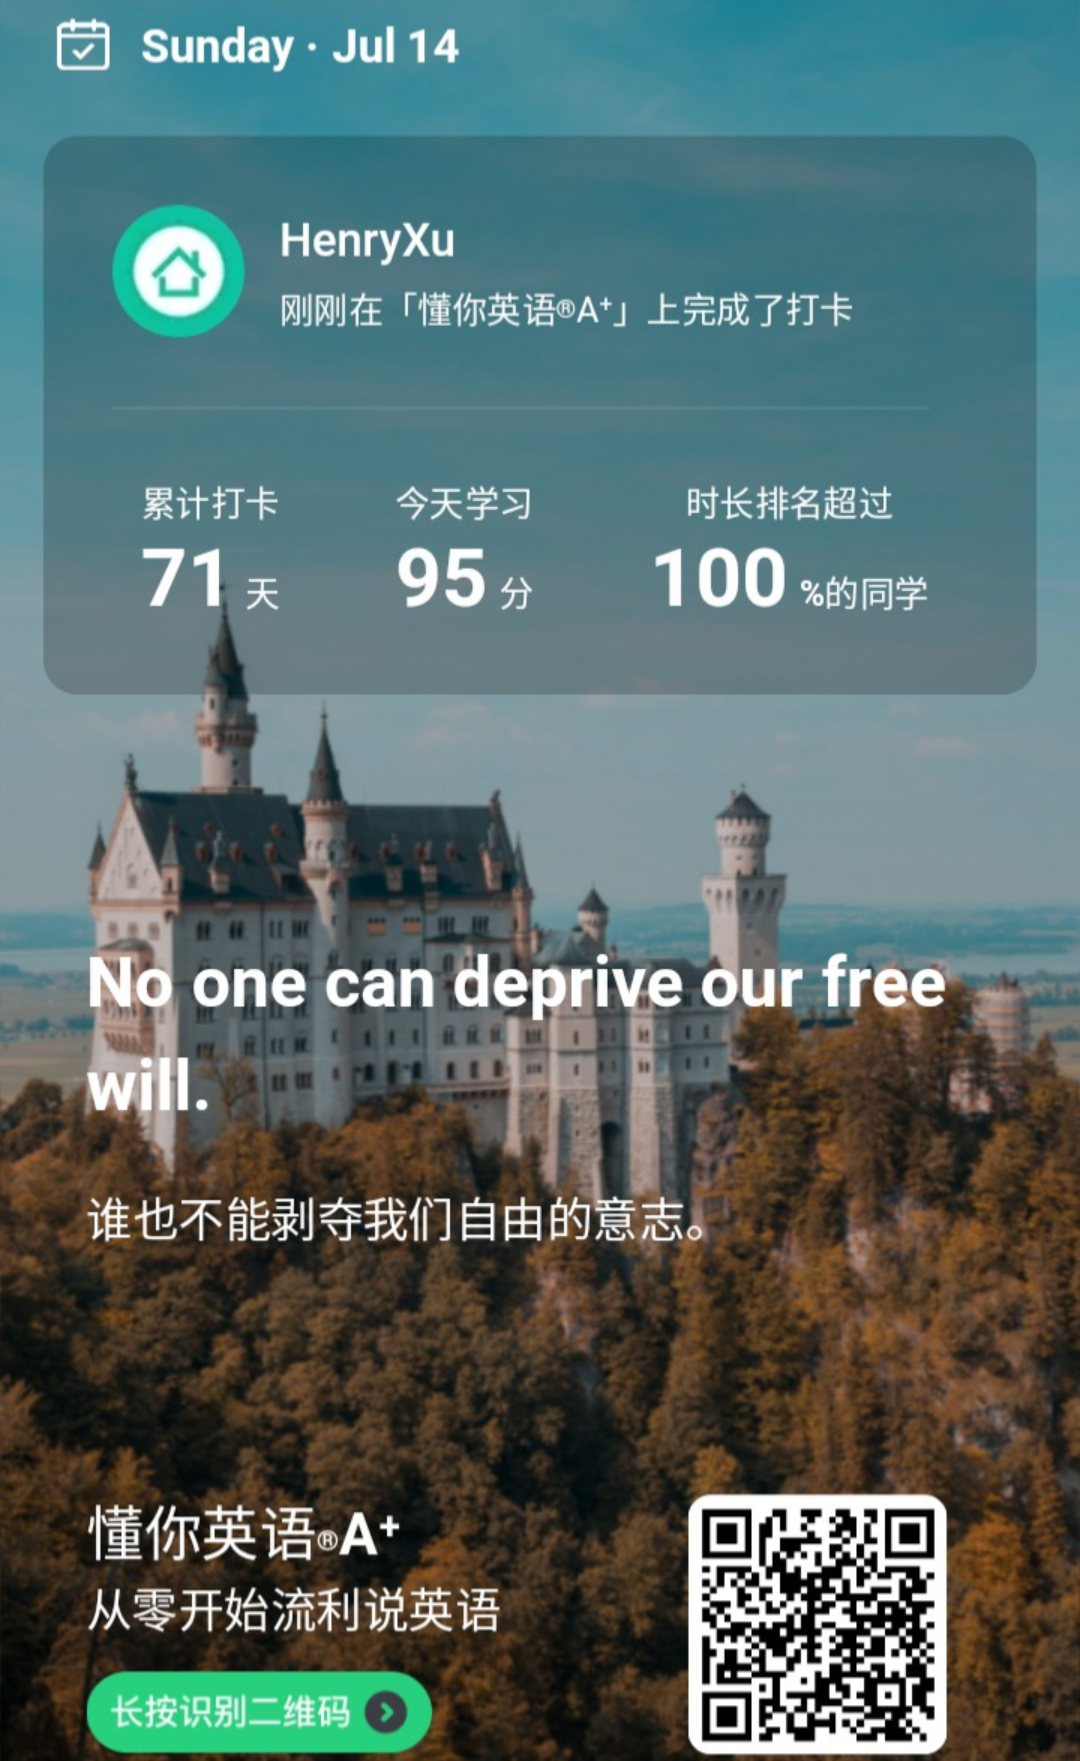 Sunday · Jul 14
HenryXu
刚刚在「懂你英语®A⁺」上完成了打卡
累计打卡
今天学习
时长排名超过
71 天
95 分
100 %的同学
No one can deprive our free
will.
谁也不能剥夺我们自由的意志。
懂你英语®A⁺
从零开始流利说英语
长按识别二维码